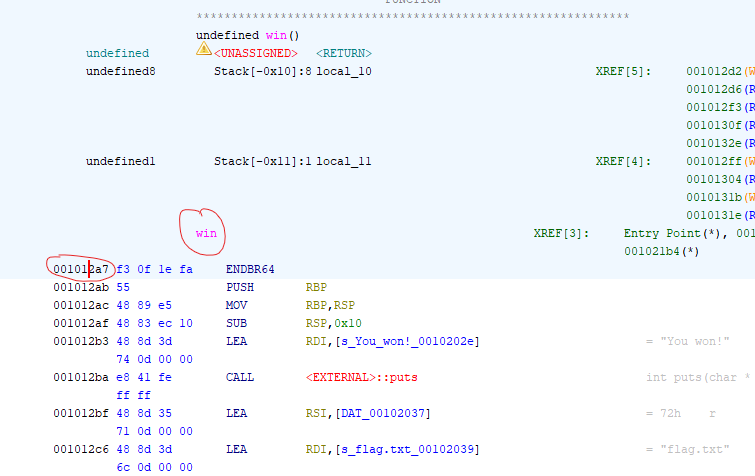 FUNCTION
*************************************************************
undefined win()
undefined <UNASSIGNED> <RETURN>
undefined8 Stack[-0x10]:8 local_10 XREF[5]: 001012d2(W
001012d6(R
001012f3(R
0010130f(R
0010132e(R
undefined1 Stack[-0x11]:1 local_11 XREF[4]: 001012ff(W
00101304(R
0010131b(W
0010131e(R
win XREF[3]: Entry Point(*), 001
001021b4(*)
001012a7 f3 0f 1e fa ENDBR64
001012ab 55 PUSH RBP
001012ac 48 89 e5 MOV RBP,RSP
001012af 48 83 ec 10 SUB RSP,0x10
001012b3 48 8d 3d LEA RDI,[s_You_won!_0010202e] = "You won!"
74 0d 00 00
001012ba e8 41 fe CALL <EXTERNAL>::puts int puts(char *
ff ff
001012bf 48 8d 35 LEA RSI,[DAT_00102037] = 72h r
71 0d 00 00
001012c6 48 8d 3d LEA RDI,[s_flag.txt_00102039] = "flag.txt"
6c 0d 00 00